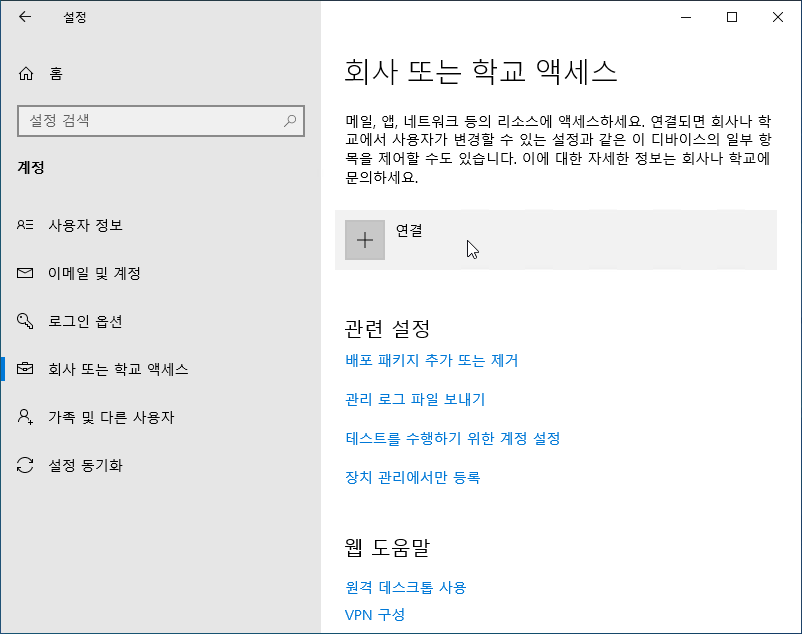 설정
홈
설정 검색
계정
사용자 정보
이메일 및 계정
로그인 옵션
회사 또는 학교 액세스
가족 및 다른 사용자
설정 동기화
회사 또는 학교 액세스
메일, 앱, 네트워크 등의 리소스에 액세스하세요. 연결되면 회사나 학
교에서 사용자가 변경할 수 있는 설정과 같은 이 디바이스의 일부 항
목을 제어할 수도 있습니다. 이에 대한 자세한 정보는 회사나 학교에
문의하세요.
연결
관련 설정
배포 패키지 추가 또는 제거
관리 로그 파일 보내기
테스트를 수행하기 위한 계정 설정
장치 관리에서만 등록
웹 도움말
원격 데스크톱 사용
VPN 구성